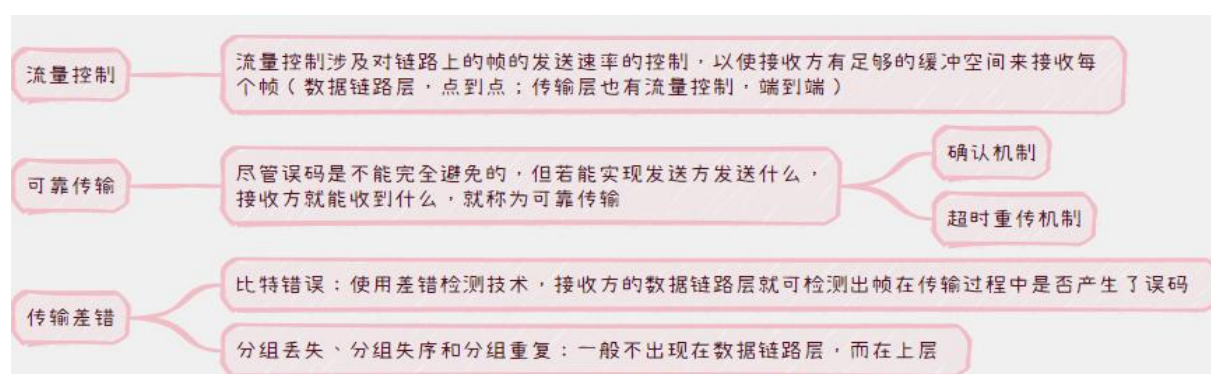 流量控制
流量控制涉及对链路上的帧的发送速率的控制，以使接收方有足够的缓冲空间来接收每
个帧（数据链路层，点到点；传输层也有流量控制，端到端）
可靠传输
尽管误码是不能完全避免的，但若能实现发送方发送什么，
接收方就能收到什么，就称为可靠传输
确认机制
超时重传机制
传输差错
比特错误：使用差错检测技术，接收方的数据链路层就可检测出帧在传输过程中是否产生了误码
分组丢失、分组失序和分组重复：一般不出现在数据链路层，而在上层